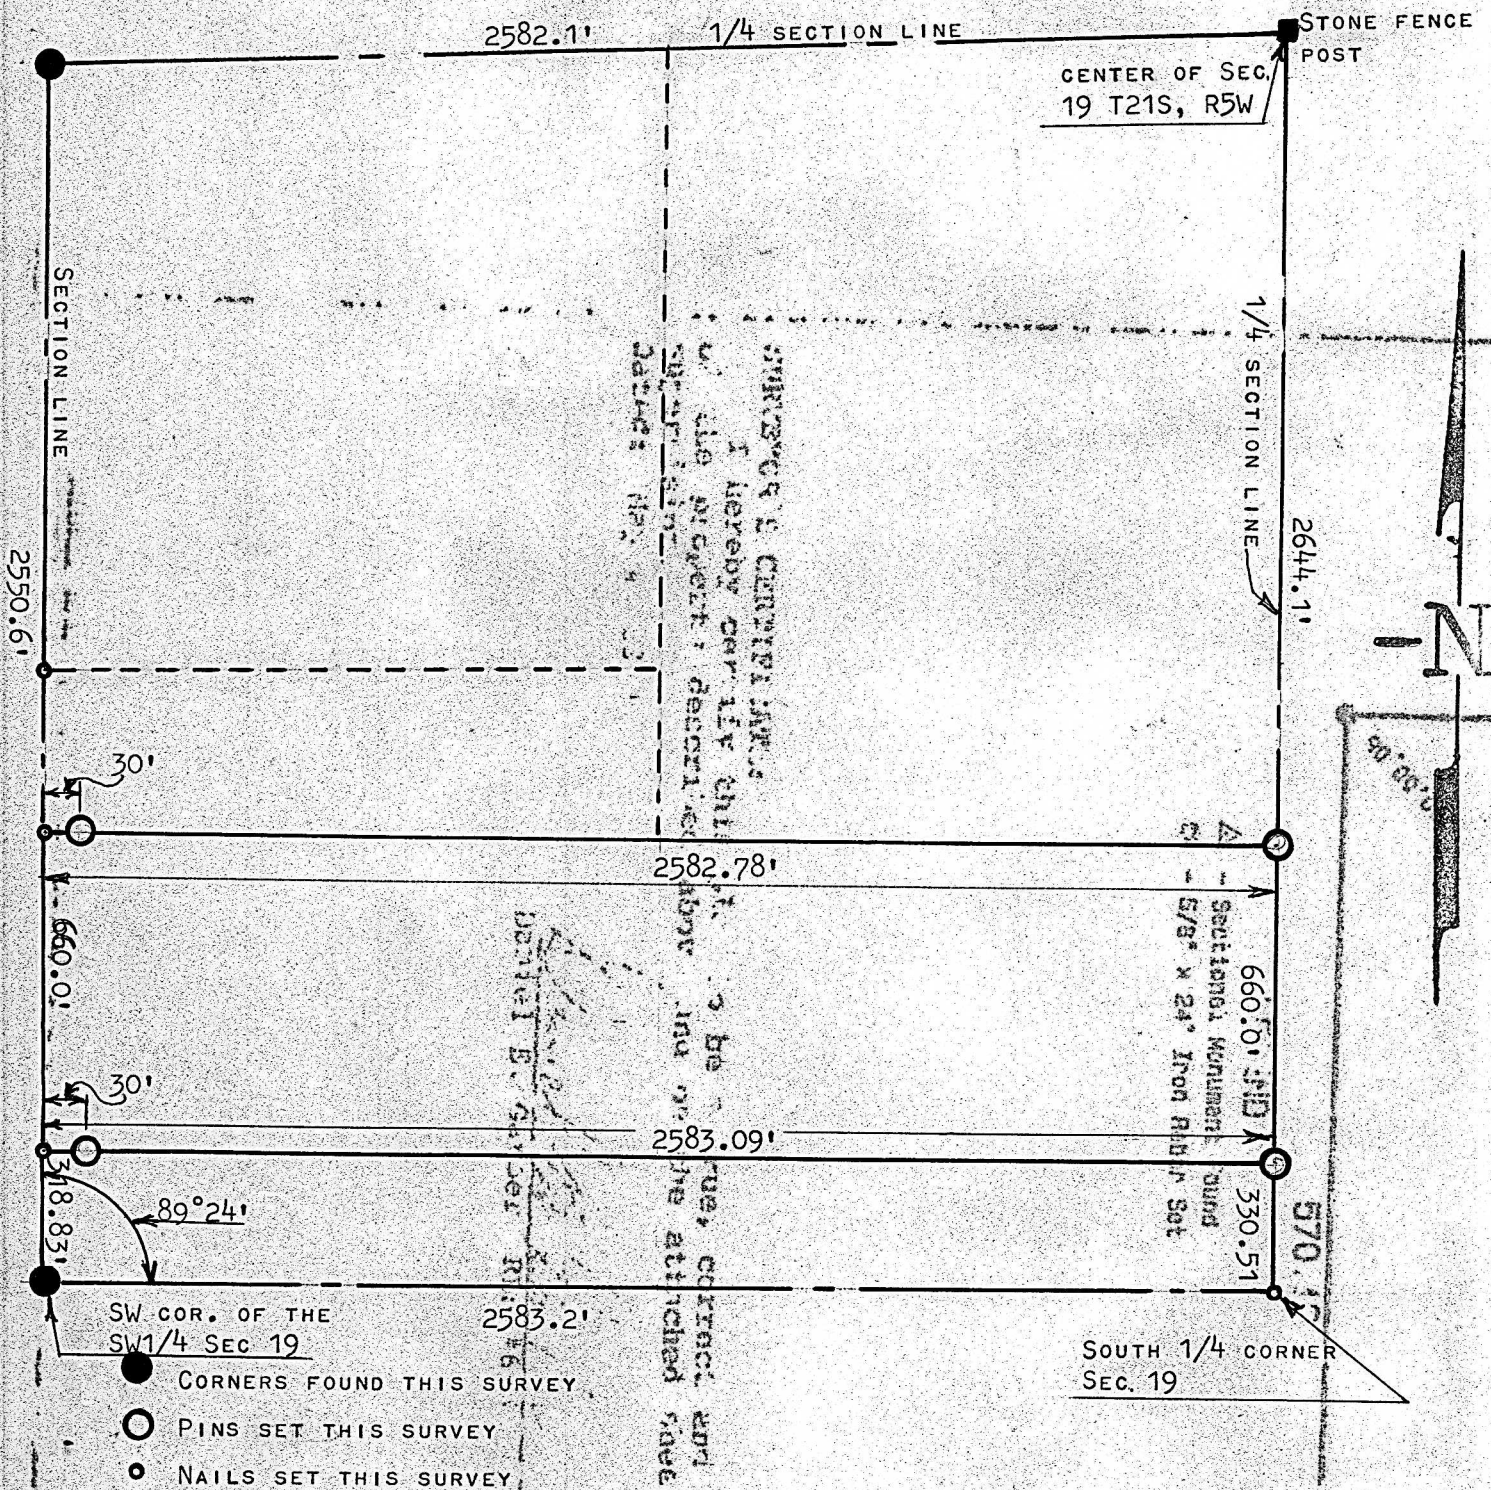 2582.1'
1/4 SECTION LINE
STONE FENCE
POST
CENTER OF SEC.
19 T21S, R5W
SECTION LINE
1/4 SECTION LINE
2644.1'
2550.6'
N
30'
2582.78'
660.0'
660.0'
30'
2583.09'
318.83'
330.51
89°24'
2583.2'
SW COR. OF THE
SW1/4 SEC 19
SOUTH 1/4 CORNER
SEC. 19
CORNERS FOUND THIS SURVEY
PINS SET THIS SURVEY
NAILS SET THIS SURVEY
I hereby certify
- Sectional Monument Found
- 5/8" x 24" Iron Rebar Set
570.